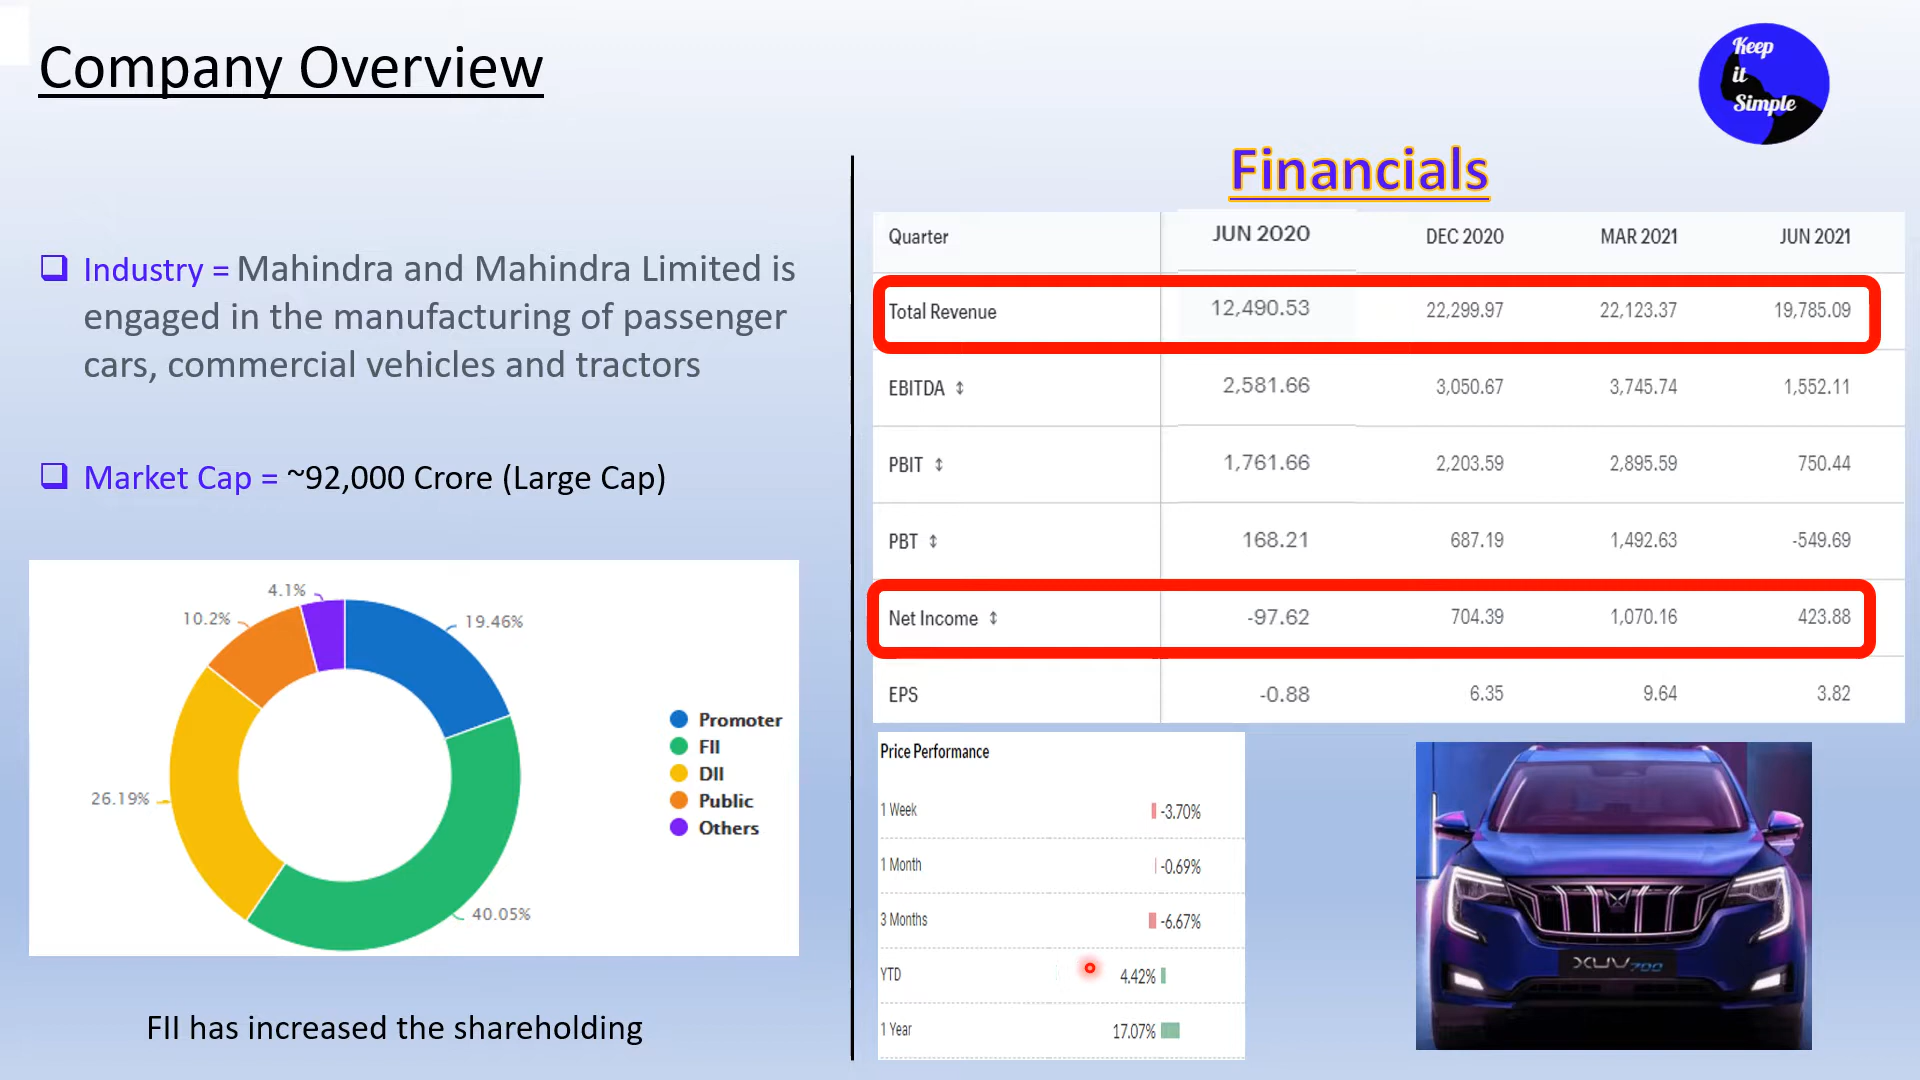 Company Overview
Keep
it
Simple
Industry = Mahindra and Mahindra Limited is
engaged in the manufacturing of passenger
cars, commercial vehicles and tractors
Market Cap = ~92,000 Crore (Large Cap)
4.1%
10.2%
19.46%
26.19%
40.05%
Promoter
FII
DII
Public
Others
FII has increased the shareholding
Financials
Quarter JUN 2020 DEC 2020 MAR 2021 JUN 2021
Total Revenue 12,490.53 22,299.97 22,123.37 19,785.09
EBITDA 2,581.66 3,050.67 3,745.74 1,552.11
PBIT 1,761.66 2,203.59 2,895.59 750.44
PBT 168.21 687.19 1,492.63 -549.69
Net Income -97.62 704.39 1,070.16 423.88
EPS -0.88 6.35 9.64 3.82
Price Performance
1 Week -3.70%
1 Month -0.69%
3 Months -6.67%
YTD 4.42%
1 Year 17.07%
XUV700